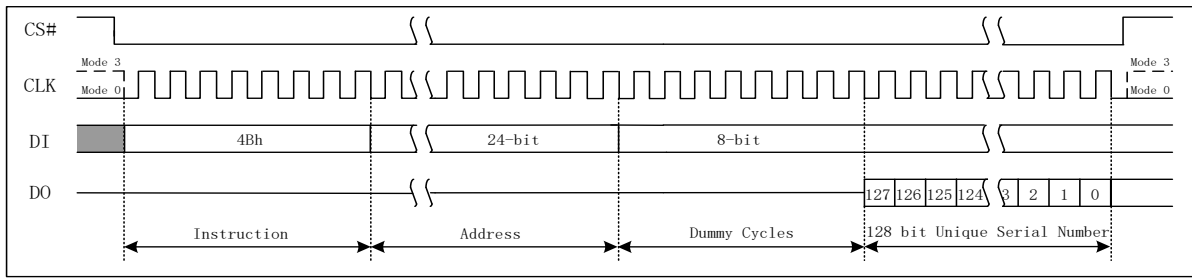 CS#
Mode 3 Mode 3
CLK
Mode 0 Mode 0
DI 4Bh 24-bit 8-bit
DO 127 126 125 124 3 2 1 0
Instruction Address Dummy Cycles 128 bit Unique Serial Number